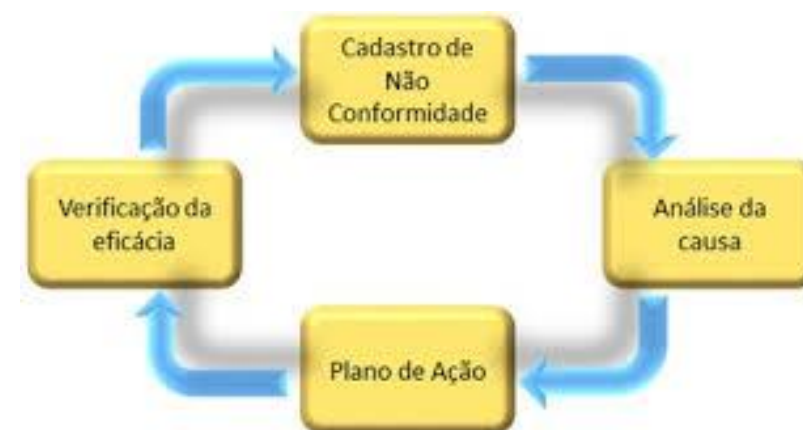 Cadastro de
Não
Conformidade
Verificação da
eficácia
Análise da
causa
Plano de Ação